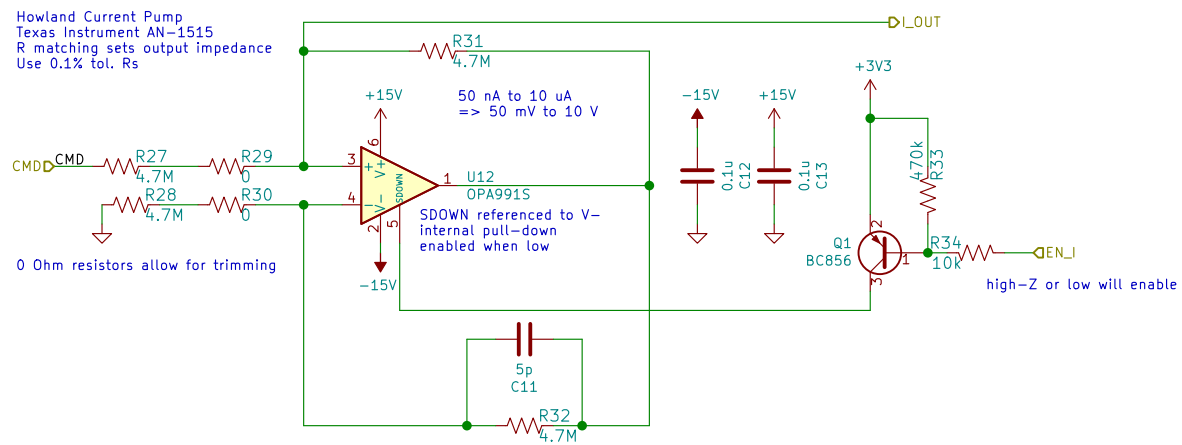 Howland Current Pump
Texas Instrument AN-1515
R matching sets output impedance
Use 0.1% tol. Rs
I_OUT
R31
4.7M
+3V3
50 nA to 10 uA
=> 50 mV to 10 V
+15V
-15V
+15V
CMD
CMD
R27
4.7M
R29
0
3
6
+
V+
SDOWN
1
U12
OPA991S
0.1u
C12
0.1u
C13
470k
R33
R28
4.7M
R30
0
4
-
V-
2
5
SDOWN referenced to V-
internal pull-down
enabled when low
-15V
0 Ohm resistors allow for trimming
Q1
BC856
2
1
3
R34
10k
EN_I
high-Z or low will enable
5p
C11
R32
4.7M